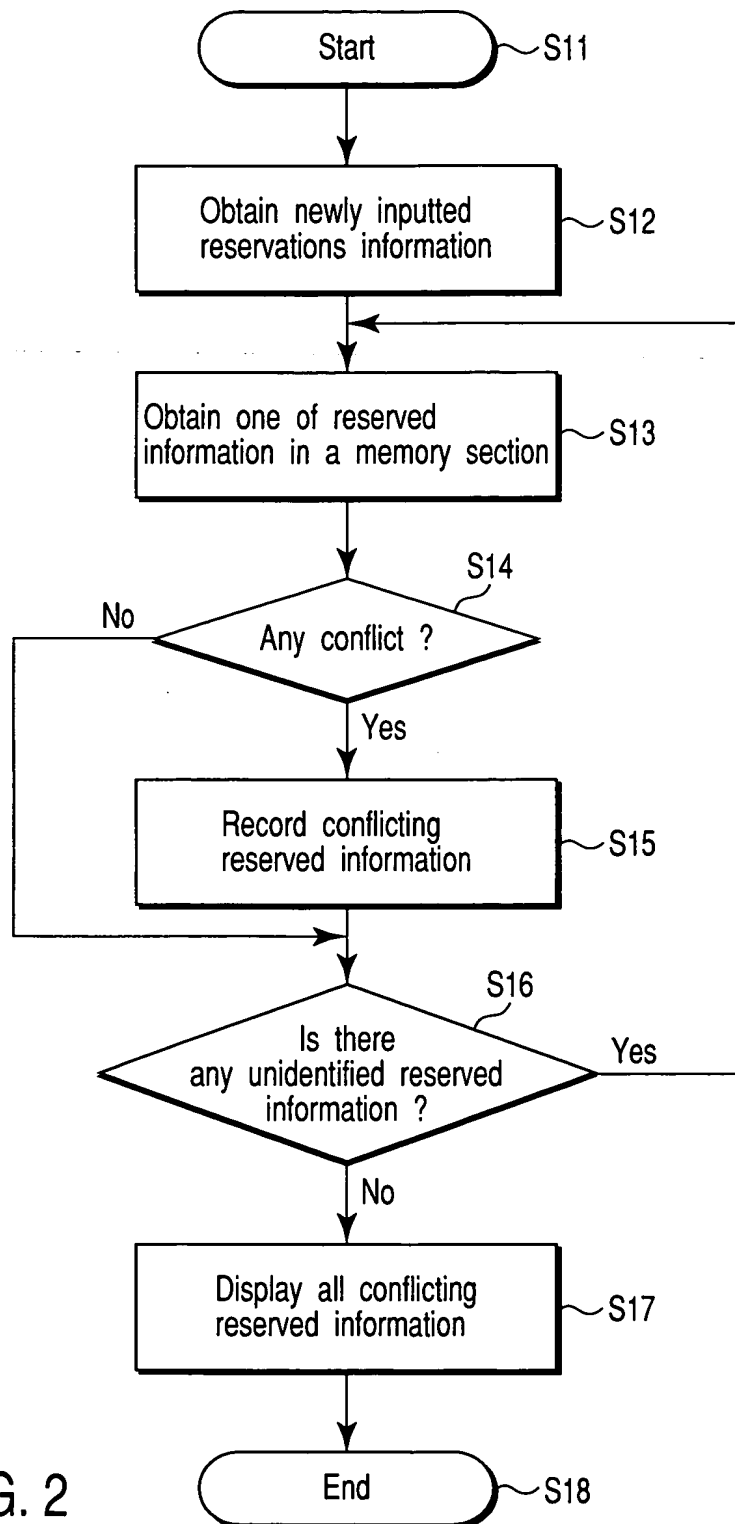 Start
S11
Obtain newly inputted
reservations information
S12
Obtain one of reserved
information in a memory section
S13
S14
No
Any conflict ?
Yes
Record conflicting
reserved information
S15
S16
Is there
any unidentified reserved
information ?
Yes
No
Display all conflicting
reserved information
S17
End
S18
G. 2